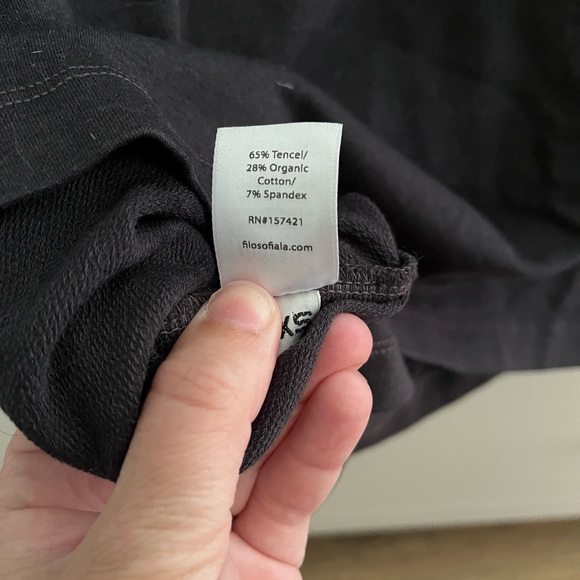 65% Tencel/
28% Organic
Cotton/
7% Spandex
RN#157421
filosofiala.com
XS